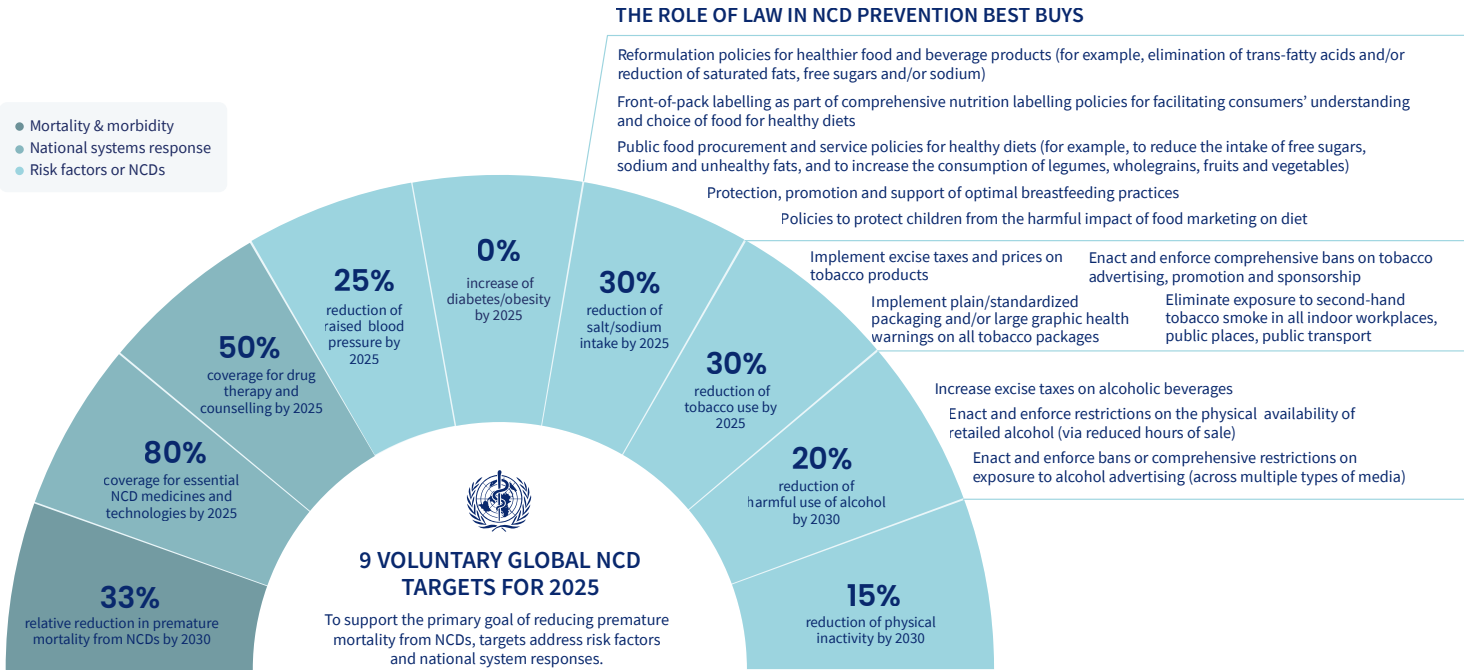 THE ROLE OF LAW IN NCD PREVENTION BEST BUYS
Reformulation policies for healthier food and beverage products (for example, elimination of trans-fatty acids and/or
reduction of saturated fats, free sugars and/or sodium)
Front-of-pack labelling as part of comprehensive nutrition labelling policies for facilitating consumers’ understanding
and choice of food for healthy diets
Public food procurement and service policies for healthy diets (for example, to reduce the intake of free sugars,
sodium and unhealthy fats, and to increase the consumption of legumes, wholegrains, fruits and vegetables)
Protection, promotion and support of optimal breastfeeding practices
Policies to protect children from the harmful impact of food marketing on diet
Implement excise taxes and prices on
tobacco products
Enact and enforce comprehensive bans on tobacco
advertising, promotion and sponsorship
Implement plain/standardized
packaging and/or large graphic health
warnings on all tobacco packages
Eliminate exposure to second-hand
tobacco smoke in all indoor workplaces,
public places, public transport
Increase excise taxes on alcoholic beverages
Enact and enforce restrictions on the physical availability of
retailed alcohol (via reduced hours of sale)
Enact and enforce bans or comprehensive restrictions on
exposure to alcohol advertising (across multiple types of media)
Mortality & morbidity
National systems response
Risk factors or NCDs
33%
relative reduction in premature
mortality from NCDs by 2030
80%
coverage for essential
NCD medicines and
technologies by 2025
50%
coverage for drug
therapy and
counselling by 2025
25%
reduction of
raised blood
pressure by
2025
0%
increase of
diabetes/obesity
by 2025
30%
reduction of
salt/sodium
intake by 2025
30%
reduction of
tobacco use by
2025
20%
reduction of
harmful use of alcohol
by 2030
15%
reduction of physical
inactivity by 2030
9 VOLUNTARY GLOBAL NCD
TARGETS FOR 2025
To support the primary goal of reducing premature
mortality from NCDs, targets address risk factors
and national system responses.